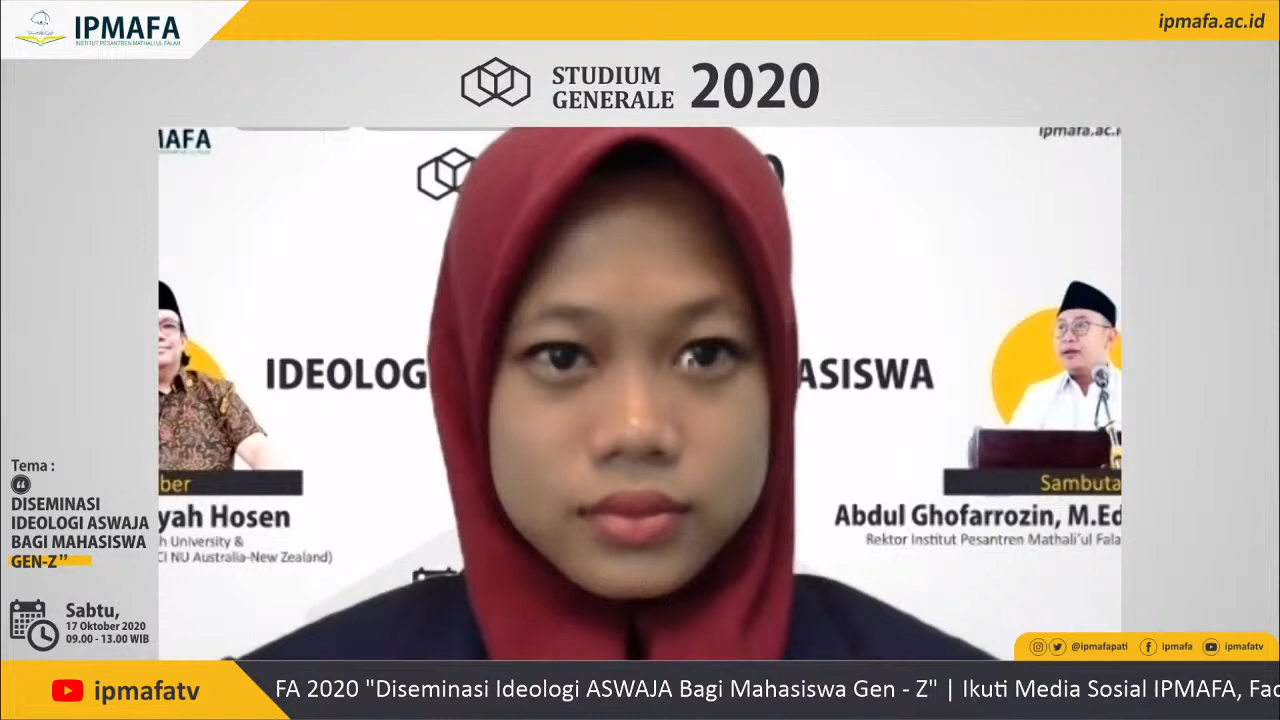 IPMAFA
INSTITUT PESANTREN MATHALI'UL FALAH
ipmafa.ac.id
STUDIUM
GENERALE 2020
MAFA
ipmafa.ac.i
IDEOLOG
ASISWA
ber
yah Hosen
h University &
CI NU Australia-New Zealand)
Sambuta
Abdul Ghofarrozin, M.Ed
Rektor Institut Pesantren Mathali'ul Fala
Tema :
“
DISEMINASI
IDEOLOGI ASWAJA
BAGI MAHASISWA
GEN-Z”
Sabtu,
17 Oktober 2020
09.00 - 13.00 WIB
@ipmafapati ipmafa ipmafatv
ipmafatv
FA 2020 "Diseminasi Ideologi ASWAJA Bagi Mahasiswa Gen - Z" | Ikuti Media Sosial IPMAFA, Fac